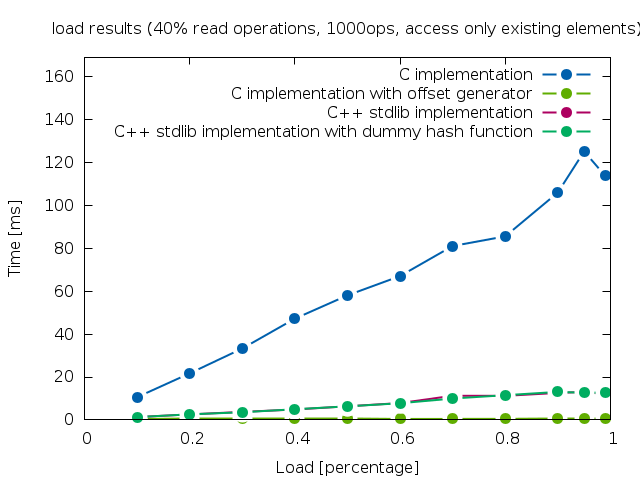 load results (40% read operations, 1000ops, access only existing elements)
C implementation
C implementation with offset generator
C++ stdlib implementation
C++ stdlib implementation with dummy hash function
160
140
120
100
80
60
40
20
0
Time [ms]
0 0.2 0.4 0.6 0.8 1
Load [percentage]